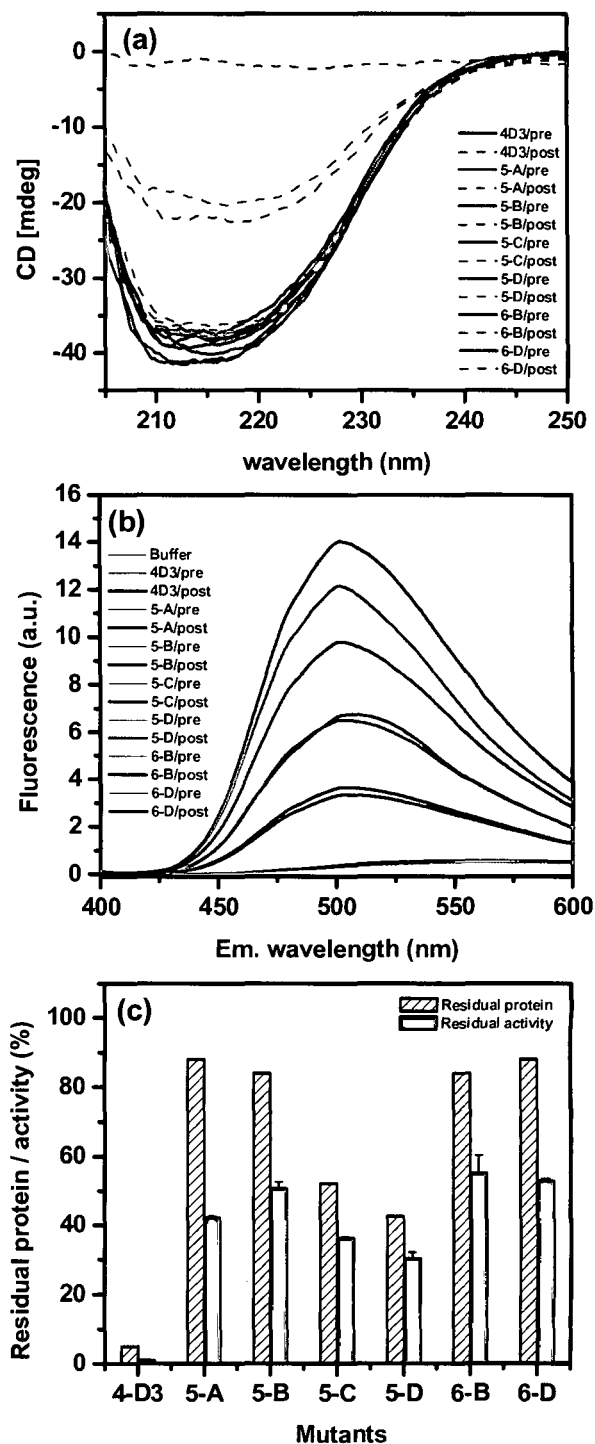 (a)
0
-10
-20
-30
-40
CD [mdeg]
4D3/pre
4D3/post
5-A/pre
5-A/post
5-B/pre
5-B/post
5-C/pre
5-C/post
5-D/pre
5-D/post
6-B/pre
6-B/post
6-D/pre
6-D/post
210 220 230 240 250
wavelength (nm)
(b)
16
14
12
10
8
6
4
2
0
Fluorescence (a.u.)
Buffer
4D3/pre
4D3/post
5-A/pre
5-A/post
5-B/pre
5-B/post
5-C/pre
5-C/post
5-D/pre
5-D/post
6-B/pre
6-B/post
6-D/pre
6-D/post
400 450 500 550 600
Em. wavelength (nm)
(c)
Residual protein
Residual activity
100
80
60
40
20
0
Residual protein / activity (%)
4-D3 5-A 5-B 5-C 5-D 6-B 6-D
Mutants